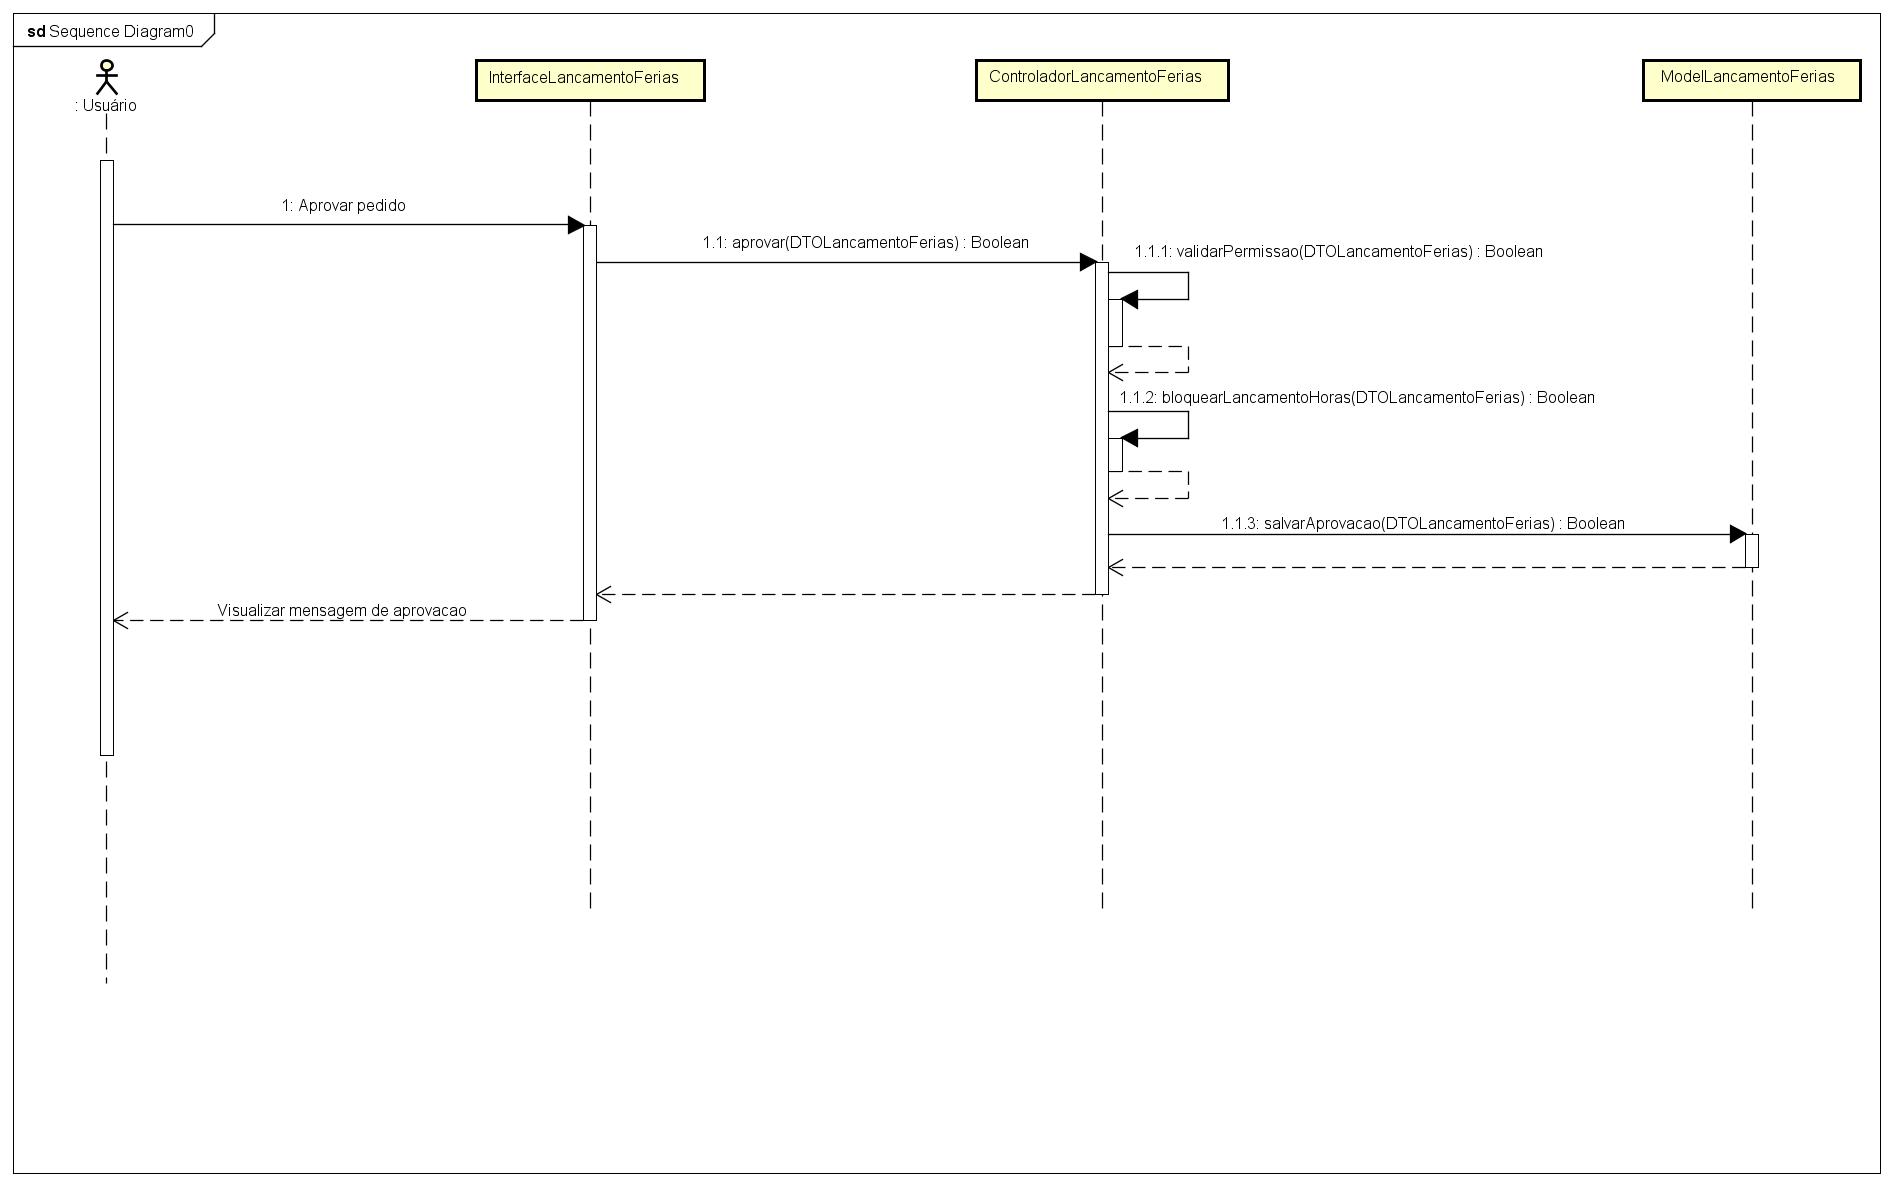 sd Sequence Diagram0
: Usuário
InterfaceLancamentoFerias
ControladorLancamentoFerias
ModelLancamentoFerias
1: Aprovar pedido
1.1: aprovar(DTOLancamentoFerias) : Boolean
1.1.1: validarPermissao(DTOLancamentoFerias) : Boolean
1.1.2: bloquearLancamentoHoras(DTOLancamentoFerias) : Boolean
1.1.3: salvarAprovacao(DTOLancamentoFerias) : Boolean
Visualizar mensagem de aprovacao